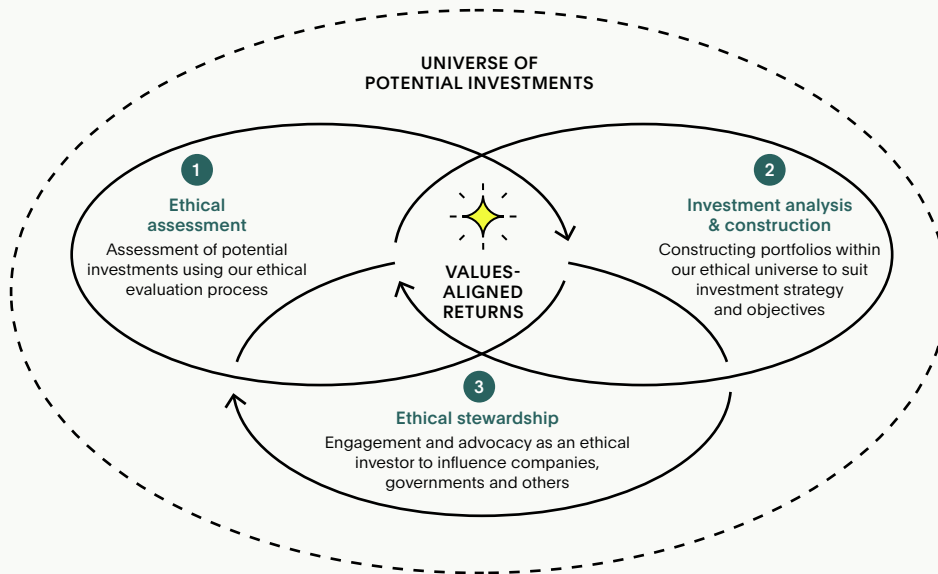 UNIVERSE OF
POTENTIAL INVESTMENTS
1
Ethical
assessment
Assessment of potential
investments using our ethical
evaluation process
2
Investment analysis
& construction
Constructing portfolios within
our ethical universe to suit
investment strategy
and objectives
VALUES-
ALIGNED
RETURNS
3
Ethical stewardship
Engagement and advocacy as an ethical
investor to influence companies,
governments and others